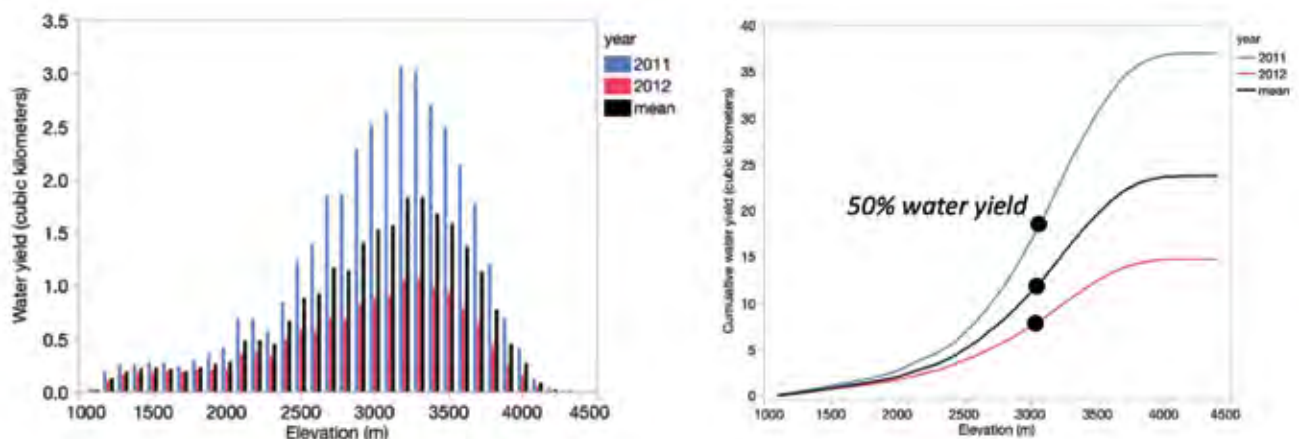 3.5
3.0
2.5
2.0
1.5
1.0
0.5
0.0
Water yield (cubic kilometers)
1000 1500 2000 2500 3000 3500 4000 4500
Elevation (m)
year
2011
2012
mean
40
35
30
25
20
15
10
5
0
Cumuative water yield (cubic kilometers)
50% water yield
1000 1500 2000 2500 3000 3500 4000 4500
Elevation (m)
year
2011
2012
mean